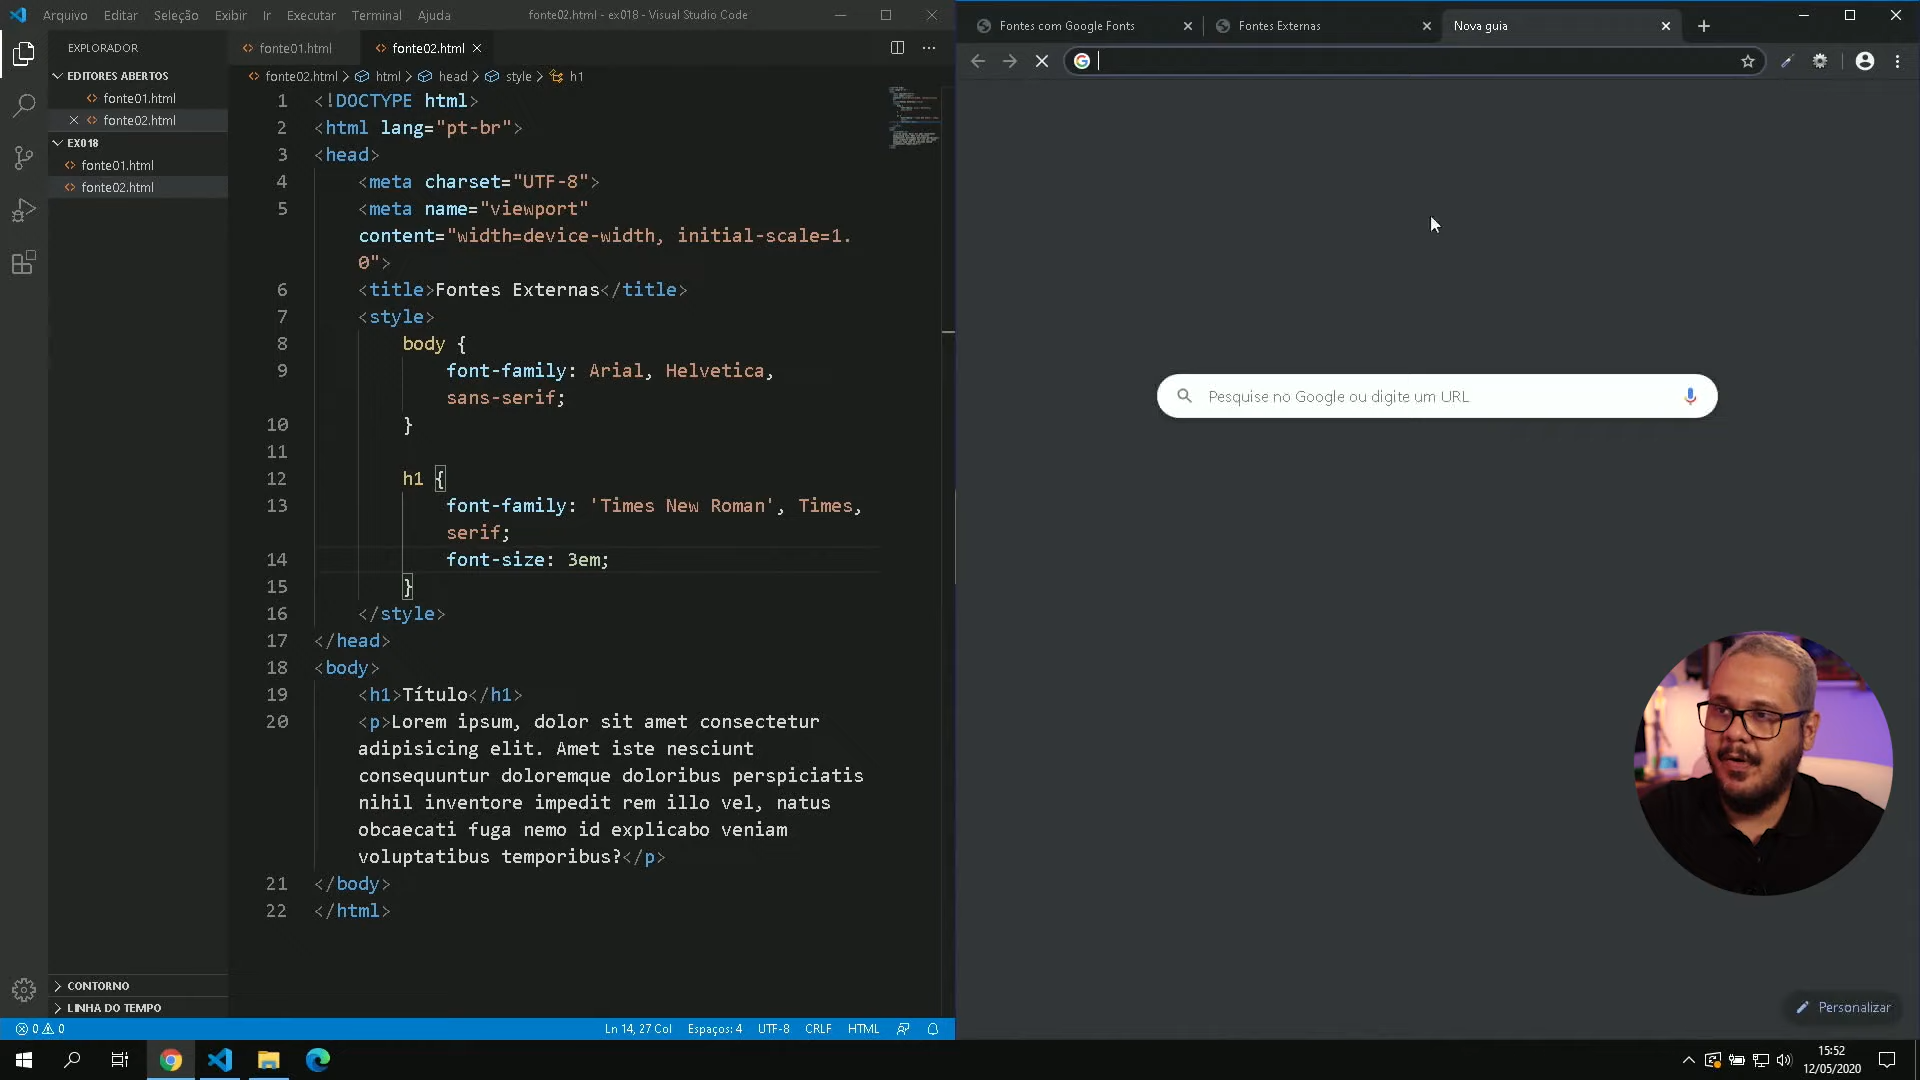 Arquivo Editar Seleção Exibir Ir Executar Terminal Ajuda
fonte02.html - ex018 - Visual Studio Code
EXPLORADOR
EDITORES ABERTOS
fonte01.html
fonte02.html
EX018
fonte01.html
fonte02.html
CONTORNO
LINHA DO TEMPO
fonte01.html
fonte02.html
fonte02.html > html > head > style > h1
1 <!DOCTYPE html>
2 <html lang="pt-br">
3 <head>
4 <meta charset="UTF-8">
5 <meta name="viewport"
content="width=device-width, initial-scale=1.
0">
6 <title>Fontes Externas</title>
7 <style>
8 body {
9 font-family: Arial, Helvetica,
sans-serif;
10 }
11
12 h1 {
13 font-family: 'Times New Roman', Times,
serif;
14 font-size: 3em;
15 }
16 </style>
17 </head>
18 <body>
19 <h1>Título</h1>
20 <p>Lorem ipsum, dolor sit amet consectetur
adipisicing elit. Amet iste nesciunt
consequuntur doloremque doloribus perspiciatis
nihil inventore impedit rem illo vel, natus
obcaecati fuga nemo id explicabo veniam
voluptatibus temporibus?</p>
21 </body>
22 </html>
0 0
Ln 14, 27 Col Espaços: 4 UTF-8 CRLF HTML
Fontes com Google Fonts
Fontes Externas
Nova guia
Pesquise no Google ou digite um URL
Personalizar
15:52
12/05/2020